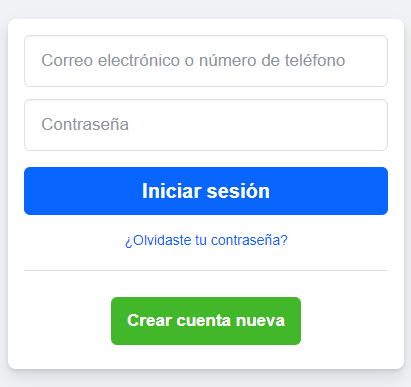 Correo electrónico o número de teléfono
Contraseña
Iniciar sesión
¿Olvidaste tu contraseña?
Crear cuenta nueva